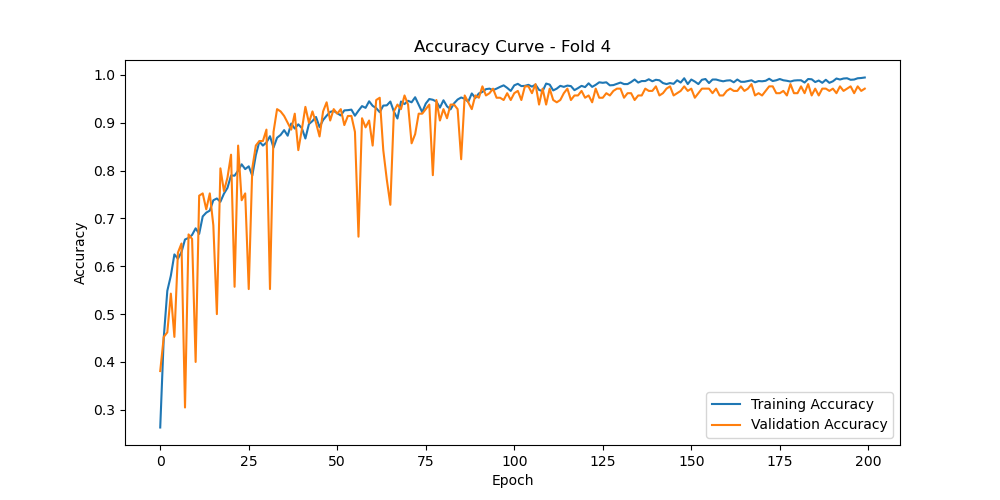 Accuracy Curve - Fold 4
Accuracy
1.0
0.9
0.8
0.7
0.6
0.5
0.4
0.3
0 25 50 75 100 125 150 175 200
Epoch
Training Accuracy
Validation Accuracy